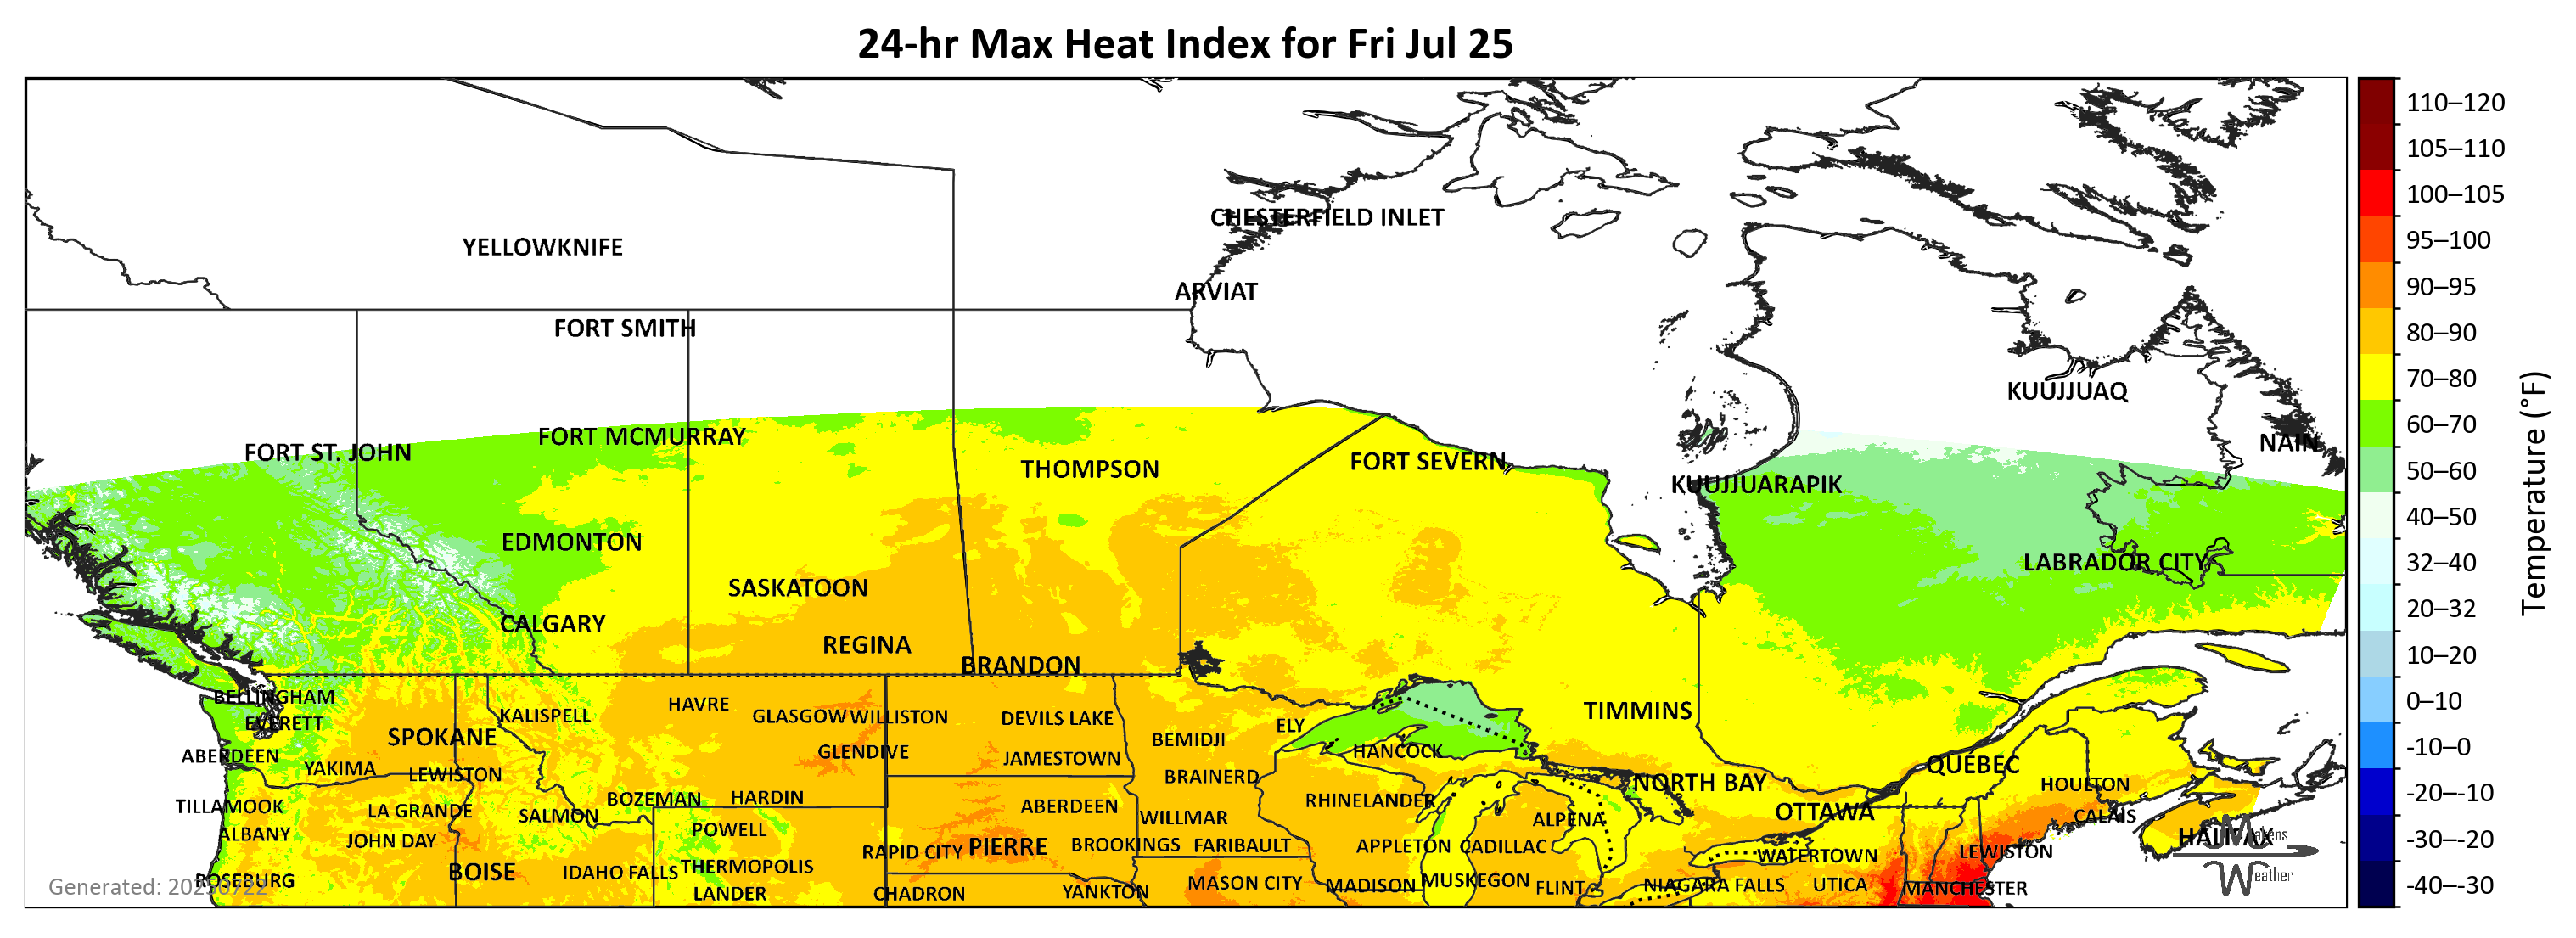 24-hr Max Heat Index for Fri Jul 25
110–120
105–110
CHESTERFIELD INLET
100–105
YELLOWKNIFE
95–100
ARVIAT
90–95
FORT SMITH
80–90
KUUJJUAQ
70–80
FORT MCMURRAY
60–70
FORT ST. JOHN
NAIN
THOMPSON
FORT SEVERN
50–60
KUUJJUARAPIK
Temperature (°F)
40–50
EDMONTON
LABRADOR CITY
32–40
SASKATOON
20–32
CALGARY
REGINA
10–20
BRANDON
BELLINGHAM
HAVRE
0–10
KALISPELL
GLASGOW
WILLISTON
DEVILS LAKE
TIMMINS
EVERETT
ELY
SPOKANE
BEMIDJI
-10–0
ABERDEEN
GLENDIVE
JAMESTOWN
HANCOCK
QUEBEC
YAKIMA
LEWISTON
BRAINERD
NORTH BAY
HOULTON
-20–-10
BOZEMAN
HARDIN
RHINELANDER
TILLAMOOK
LA GRANDE
SALMON
ABERDEEN
WILLMAR
ALPENA
OTTAWA
CALAIS
ALBANY
JOHN DAY
POWELL
HALIFAX
Makens
-30–-20
RAPID CITY
PIERRE
BROOKINGS
FARIBAULT
APPLETON
CADILLAC
WATERTOWN
LEWISTON
BOISE
IDAHO FALLS
THERMOPOLIS
Weather
ROSEBURG
Generated: 20250722
LANDER
CHADRON
YANKTON
MASON CITY
MADISON
MUSKEGON
FLINT
NIAGARA FALLS
UTICA
MANCHESTER
-40–-30